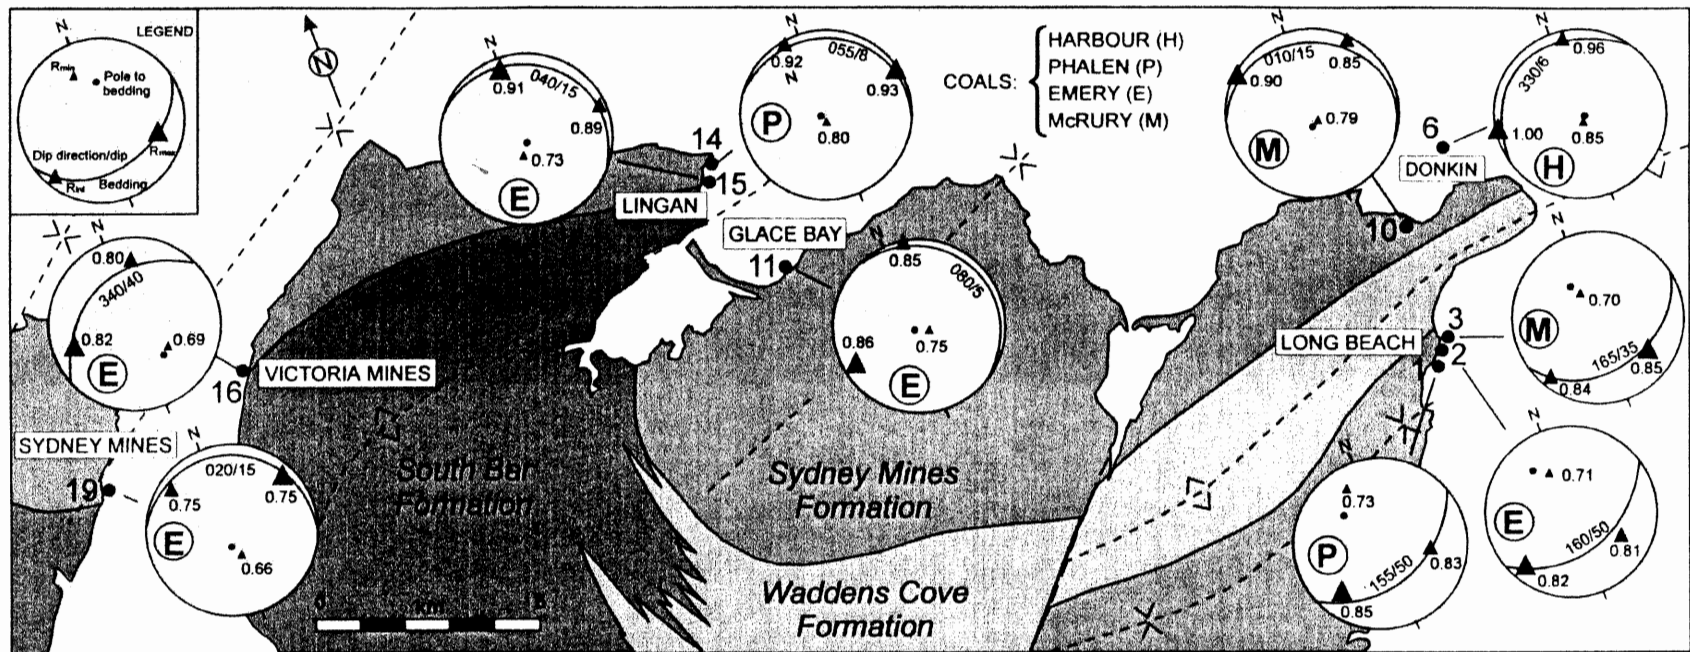 LEGEND
N
Rmin
Pole to
bedding
Dip direction/dip
Rmax
Rint
Bedding
N
N
040/15
0.91
0.89
0.73
E
14
15
LINGAN
N
055/8
0.92
N
0.93
P
0.80
COALS:
HARBOUR (H)
PHALEN (P)
EMERY (E)
McRURY (M)
N
010/15
0.85
0.90
0.79
M
6
DONKIN
N
0.96
330/6
1.00
0.85
H
10
N
0.80
340/40
0.82
0.69
E
16
VICTORIA MINES
GLACE BAY
11
N
0.85
080/5
0.86
0.75
E
LONG BEACH
3
2
1
N
0.70
M
165/35
0.85
0.84
SYDNEY MINES
19
N
020/15
0.75
0.75
E
0.66
South Bar
Formation
Sydney Mines
Formation
Waddens Cove
Formation
0
km
5
N
0.73
P
0.83
155/50
0.85
N
0.71
E
160/50
0.81
0.82